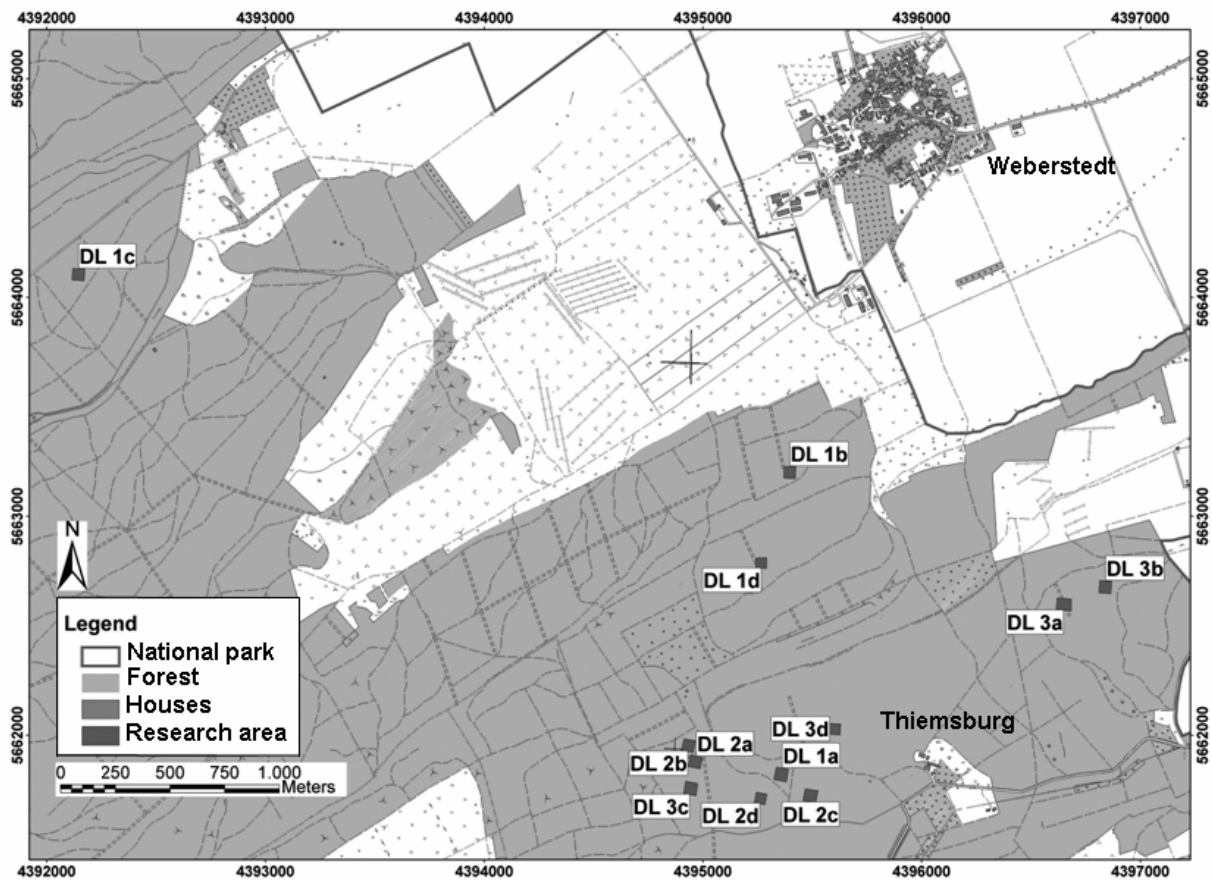 4392000 4393000 4394000 4395000 4396000 4397000
5665000 5665000
Weberstedt
DL 1c
5664000 5664000
DL 1b
5663000 5663000
N
DL 1d
DL 3b
DL 3a
Legend
National park
Forest
Houses
Research area
Thiemsburg
5662000 5662000
DL 3d
DL 2a
DL 1a
DL 2b
DL 3c
DL 2d
DL 2c
0 250 500 750 1.000
Meters
4392000 4393000 4394000 4395000 4396000 4397000